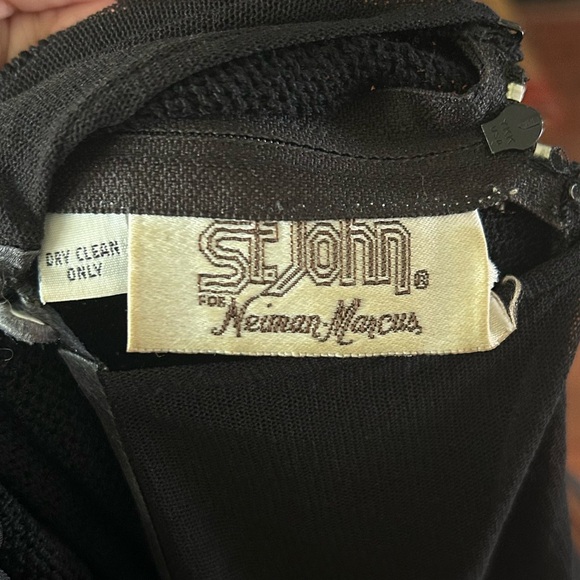 DRY CLEAN
ONLY
St. John®
FOR
Neiman-Marcus